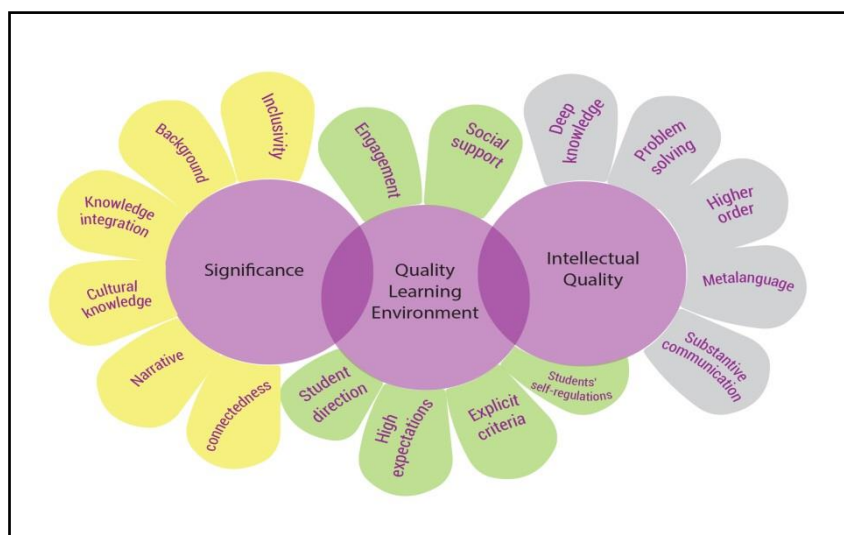 Inclusivity
Background
Knowledge
integration
Cultural
knowledge
Narrative
connectedness
Significance
Engagement
Social
support
Quality
Learning
Environment
Student
direction
High
expectations
Explicit
criteria
Students'
self-regulations
Intellectual
Quality
Deep
knowledge
Problem
solving
Higher
order
Metalanguage
Substantive
communication